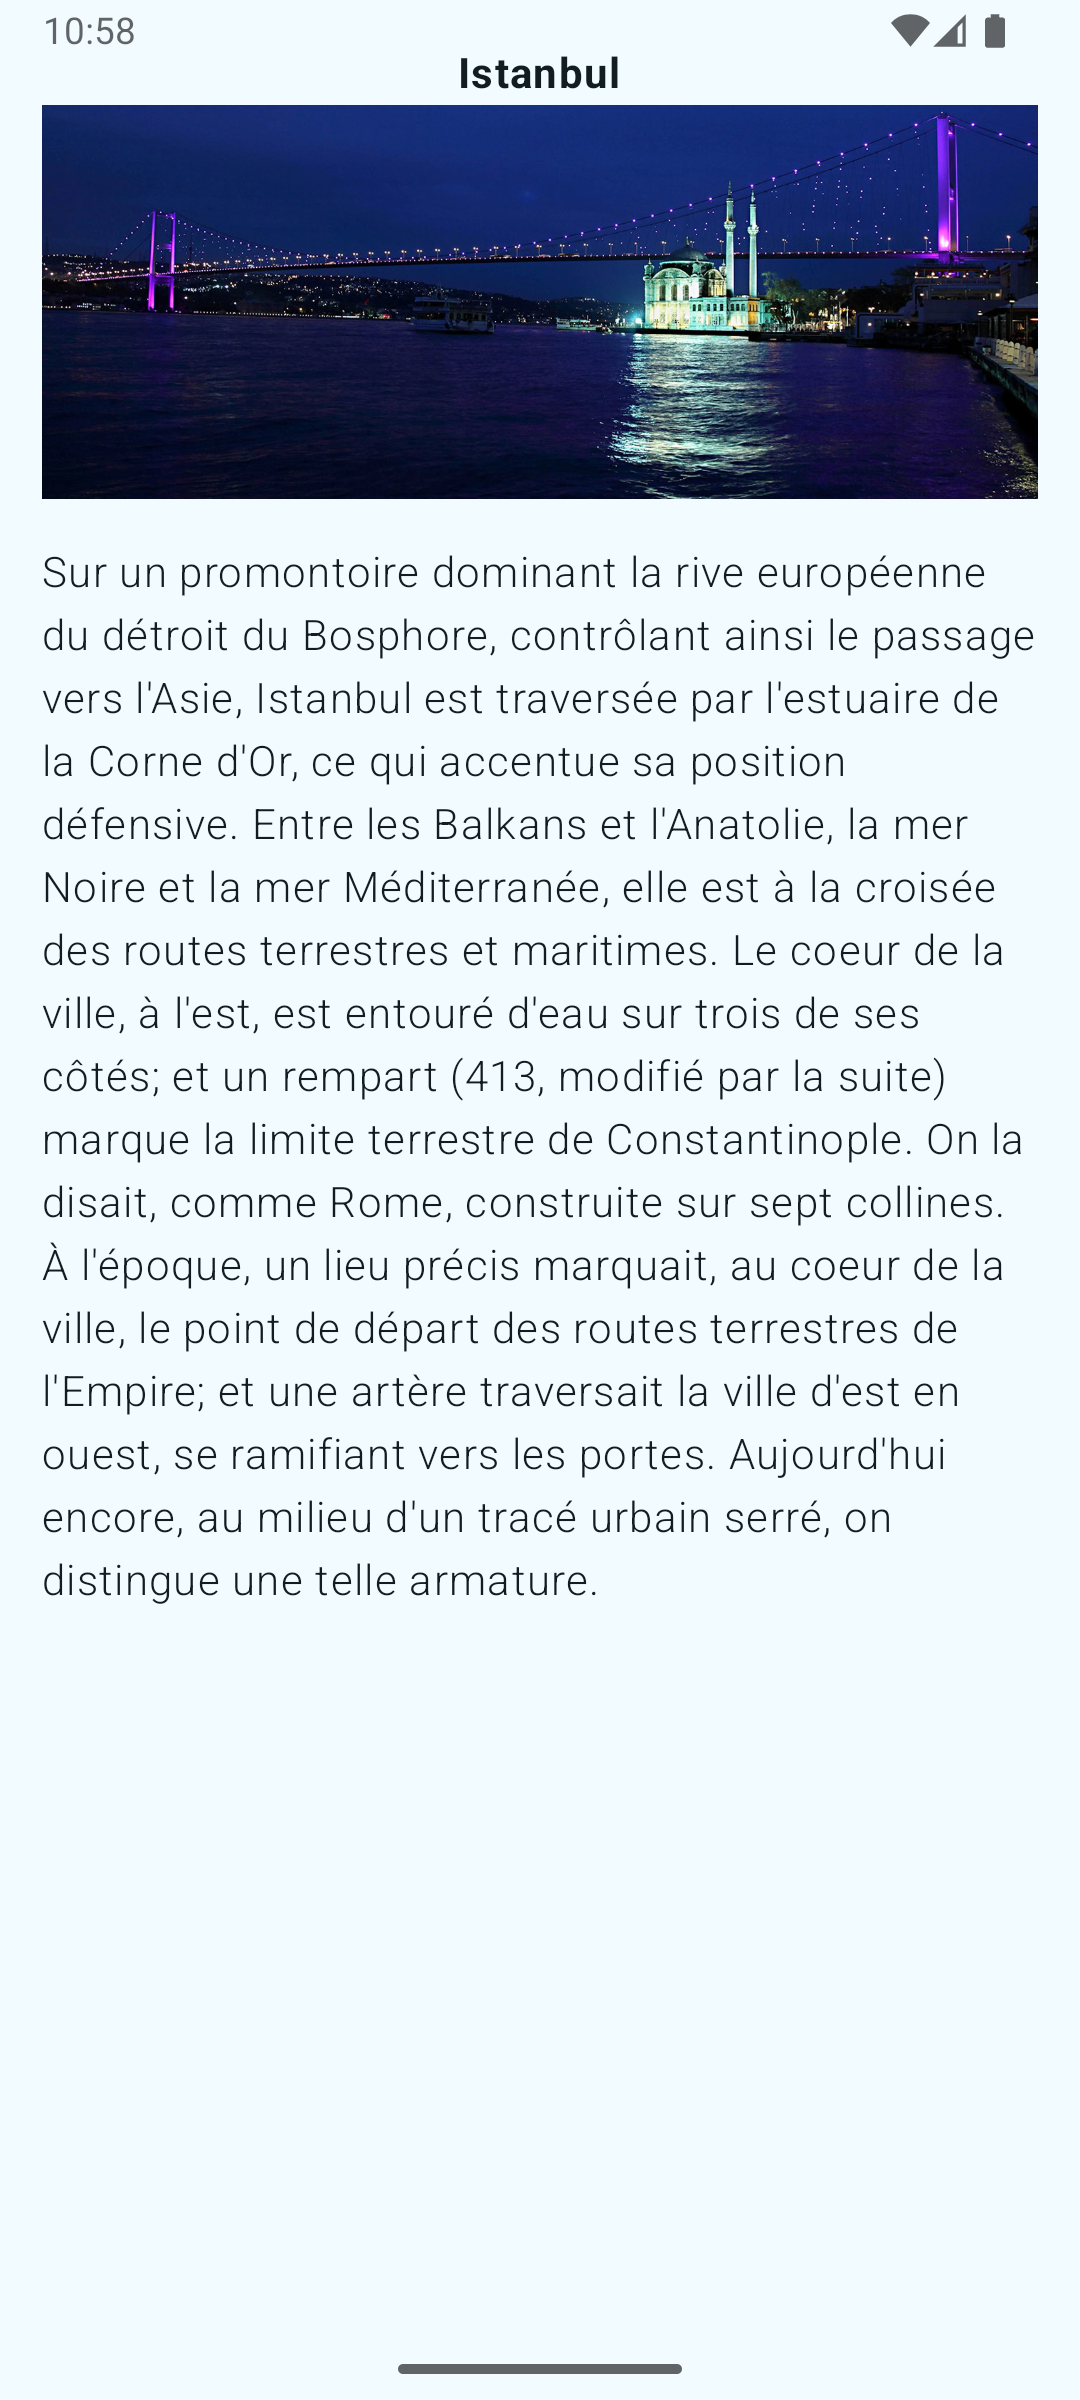 10:58
Istanbul
Sur un promontoire dominant la rive européenne
du détroit du Bosphore, contrôlant ainsi le passage
vers l'Asie, Istanbul est traversée par l'estuaire de
la Corne d'Or, ce qui accentue sa position
défensive. Entre les Balkans et l'Anatolie, la mer
Noire et la mer Méditerranée, elle est à la croisée
des routes terrestres et maritimes. Le coeur de la
ville, à l'est, est entouré d'eau sur trois de ses
côtés; et un rempart (413, modifié par la suite)
marque la limite terrestre de Constantinople. On la
disait, comme Rome, construite sur sept collines.
À l'époque, un lieu précis marquait, au coeur de la
ville, le point de départ des routes terrestres de
l'Empire; et une artère traversait la ville d'est en
ouest, se ramifiant vers les portes. Aujourd'hui
encore, au milieu d'un tracé urbain serré, on
distingue une telle armature.